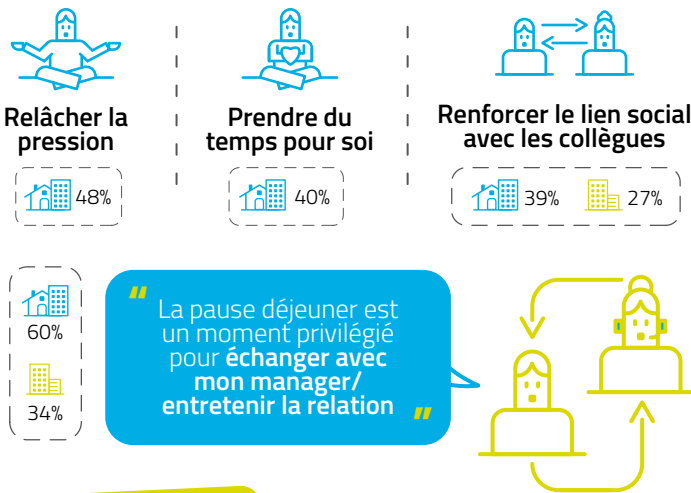 Relâcher la
pression
48%
Prendre du
temps pour soi
40%
Renforcer le lien social
avec les collègues
39% 27%
60%
34%
" La pause déjeuner est
un moment privilégié
pour échanger avec
mon manager/
entretenir la relation "